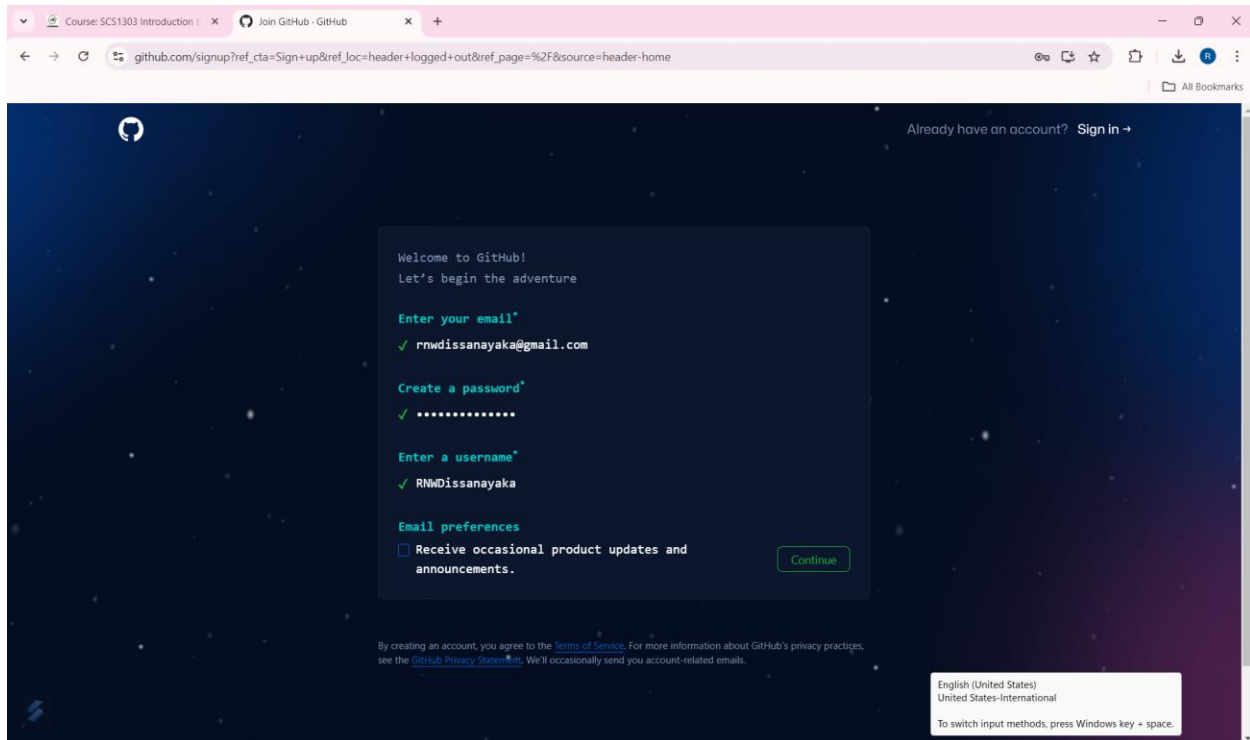 Course: SCS1303 Introduction t
Join GitHub · GitHub
github.com/signup?ref_cta=Sign+up&ref_loc=header+logged+out&ref_page=%2F&source=header-home
R
All Bookmarks
Already have an account? Sign in →
Welcome to GitHub!
Let's begin the adventure
Enter your email*
✓ rnwdissanayaka@gmail.com
Create a password*
✓ ••••••••••••••
Enter a username*
✓ RNWDissanayaka
Email preferences
Receive occasional product updates and
announcements.
Continue
By creating an account, you agree to the Terms of Service. For more information about GitHub's privacy practices,
see the GitHub Privacy Statement. We'll occasionally send you account-related emails.
English (United States)
United States-International
To switch input methods, press Windows key + space.